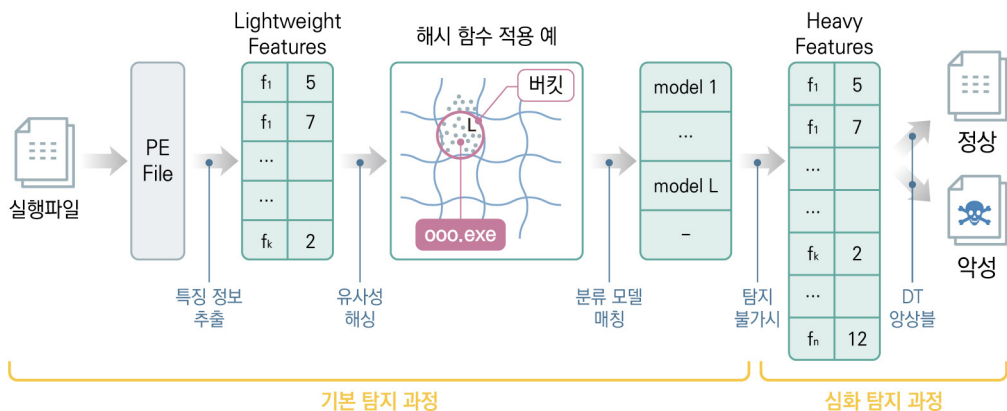 실행파일
PE
File
특징 정보
추출
Lightweight
Features
f₁ 5
f₁ 7
...
...
fₖ 2
유사성
해싱
해시 함수 적용 예
버킷
L
ooo.exe
분류 모델
매칭
model 1
...
model L
–
탐지
불가시
Heavy
Features
f₁ 5
f₁ 7
...
...
fₖ 2
...
fₙ 12
DT
앙상블
정상
악성
기본 탐지 과정
심화 탐지 과정